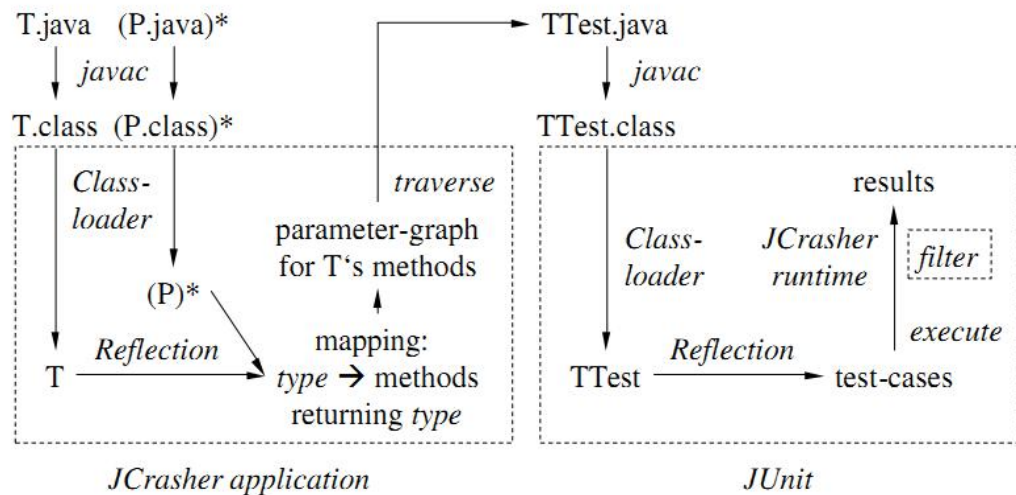 T.java (P.java)*
javac
T.class (P.class)*
Class-
loader
(P)*
T
Reflection
mapping:
type → methods
returning type
parameter-graph
for T‘s methods
traverse
JCrasher application
TTest.java
javac
TTest.class
Class-
loader
TTest
Reflection
test-cases
execute
JCrasher
runtime
filter
results
JUnit